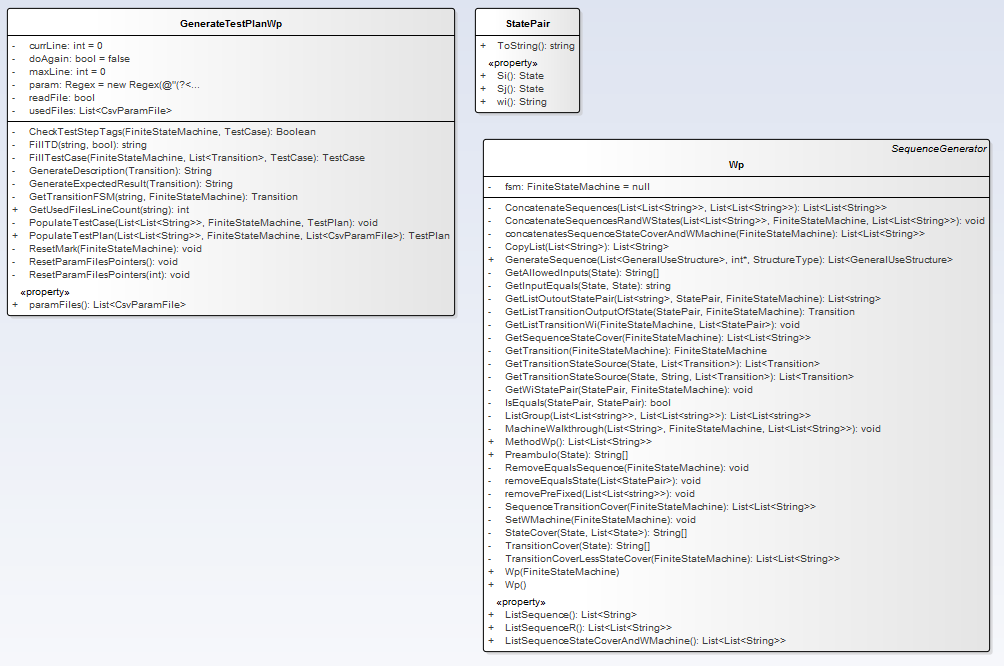 GenerateTestPlanWp
- currLine: int = 0
- doAgain: bool = false
- maxLine: int = 0
- param: Regex = new Regex(@"(?<...
- readFile: bool
- usedFiles: List<CsvParamFile>
- CheckTestStepTags(FiniteStateMachine, TestCase): Boolean
- FillTD(string, bool): string
- FillTestCase(FiniteStateMachine, List<Transition>, TestCase): TestCase
- GenerateDescription(Transition): String
- GenerateExpectedResult(Transition): String
- GetTransitionFSM(string, FiniteStateMachine): Transition
+ GetUsedFilesLineCount(string): int
- PopulateTestCase(List<List<String>>, FiniteStateMachine, TestPlan): void
+ PopulateTestPlan(List<List<String>>, FiniteStateMachine, List<CsvParamFile>): TestPlan
- ResetMark(FiniteStateMachine): void
- ResetParamFilesPointers(): void
- ResetParamFilesPointers(int): void
«property»
+ paramFiles(): List<CsvParamFile>
StatePair
+ ToString(): string
«property»
+ Si(): State
+ Sj(): State
+ wi(): String
SequenceGenerator
Wp
- fsm: FiniteStateMachine = null
- ConcatenateSequences(List<List<String>>, List<List<String>>): List<List<String>>
- ConcatenateSequencesRandWStates(List<List<String>>, FiniteStateMachine, List<List<String>>): void
- concatenatesSequenceStateCoverAndWMachine(FiniteStateMachine): List<List<String>>
- CopyList(List<String>): List<String>
+ GenerateSequence(List<GeneralUseStructure>, int*, StructureType): List<GeneralUseStructure>
- GetAllowedInputs(State): String[]
- GetInputEquals(State, State): string
- GetListOutoutStatePair(List<string>, StatePair, FiniteStateMachine): List<string>
- GetListTransitionOutputOfState(StatePair, FiniteStateMachine): Transition
- GetListTransitionWi(FiniteStateMachine, List<StatePair>): void
- GetSequenceStateCover(FiniteStateMachine): List<List<String>>
- GetTransition(FiniteStateMachine): FiniteStateMachine
- GetTransitionStateSource(State, List<Transition>): List<Transition>
- GetTransitionStateSource(State, String, List<Transition>): List<Transition>
- GetWiStatePair(StatePair, FiniteStateMachine): void
- IsEquals(StatePair, StatePair): bool
- ListGroup(List<List<string>>, List<List<string>>): List<List<string>>
- MachineWalkthrough(List<String>, FiniteStateMachine, List<List<String>>): void
+ MethodWp(): List<List<String>>
+ Preambulo(State): String[]
- RemoveEqualsSequence(FiniteStateMachine): void
- removeEqualsState(List<StatePair>): void
- removePreFixed(List<List<string>>): void
- SequenceTransitionCover(FiniteStateMachine): List<List<String>>
- SetWMachine(FiniteStateMachine): void
- StateCover(State, List<State>): String[]
- TransitionCover(State): String[]
- TransitionCoverLessStateCover(FiniteStateMachine): List<List<String>>
+ Wp(FiniteStateMachine)
+ Wp()
«property»
+ ListSequence(): List<String>
+ ListSequenceR(): List<List<String>>
+ ListSequenceStateCoverAndWMachine(): List<List<String>>